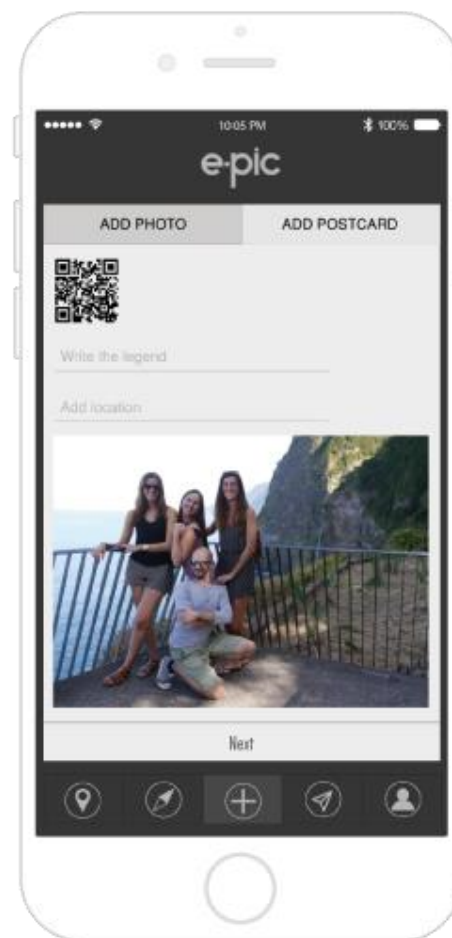 10:05 PM 100%
e·pic
ADD PHOTO ADD POSTCARD
Write the legend
Add location
Next